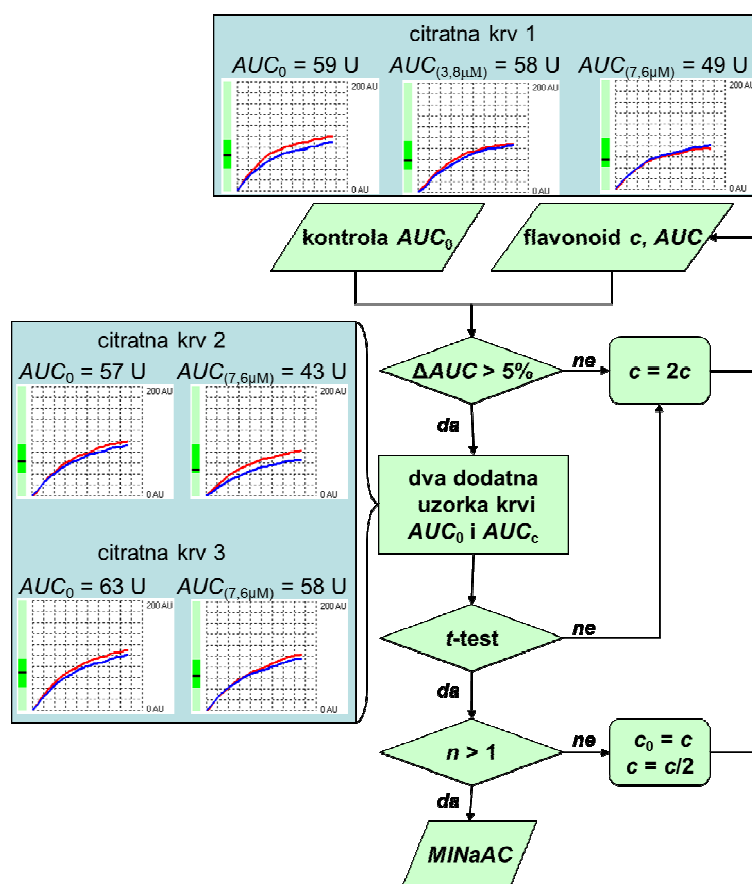 citratna krv 1
AUC0 = 59 U
AUC(3,8μM) = 58 U
AUC(7,6μM) = 49 U
200 AU
0 AU
200 AU
0 AU
200 AU
0 AU
kontrola AUC0
flavonoid c, AUC
citratna krv 2
AUC0 = 57 U
AUC(7,6μM) = 43 U
200 AU
0 AU
200 AU
0 AU
citratna krv 3
AUC0 = 63 U
AUC(7,6μM) = 58 U
200 AU
0 AU
200 AU
0 AU
ΔAUC > 5%
ne
c = 2c
da
dva dodatna
uzorka krvi
AUC0 i AUCc
t-test
ne
da
n > 1
ne
c0 = c
c = c/2
da
MINaAC